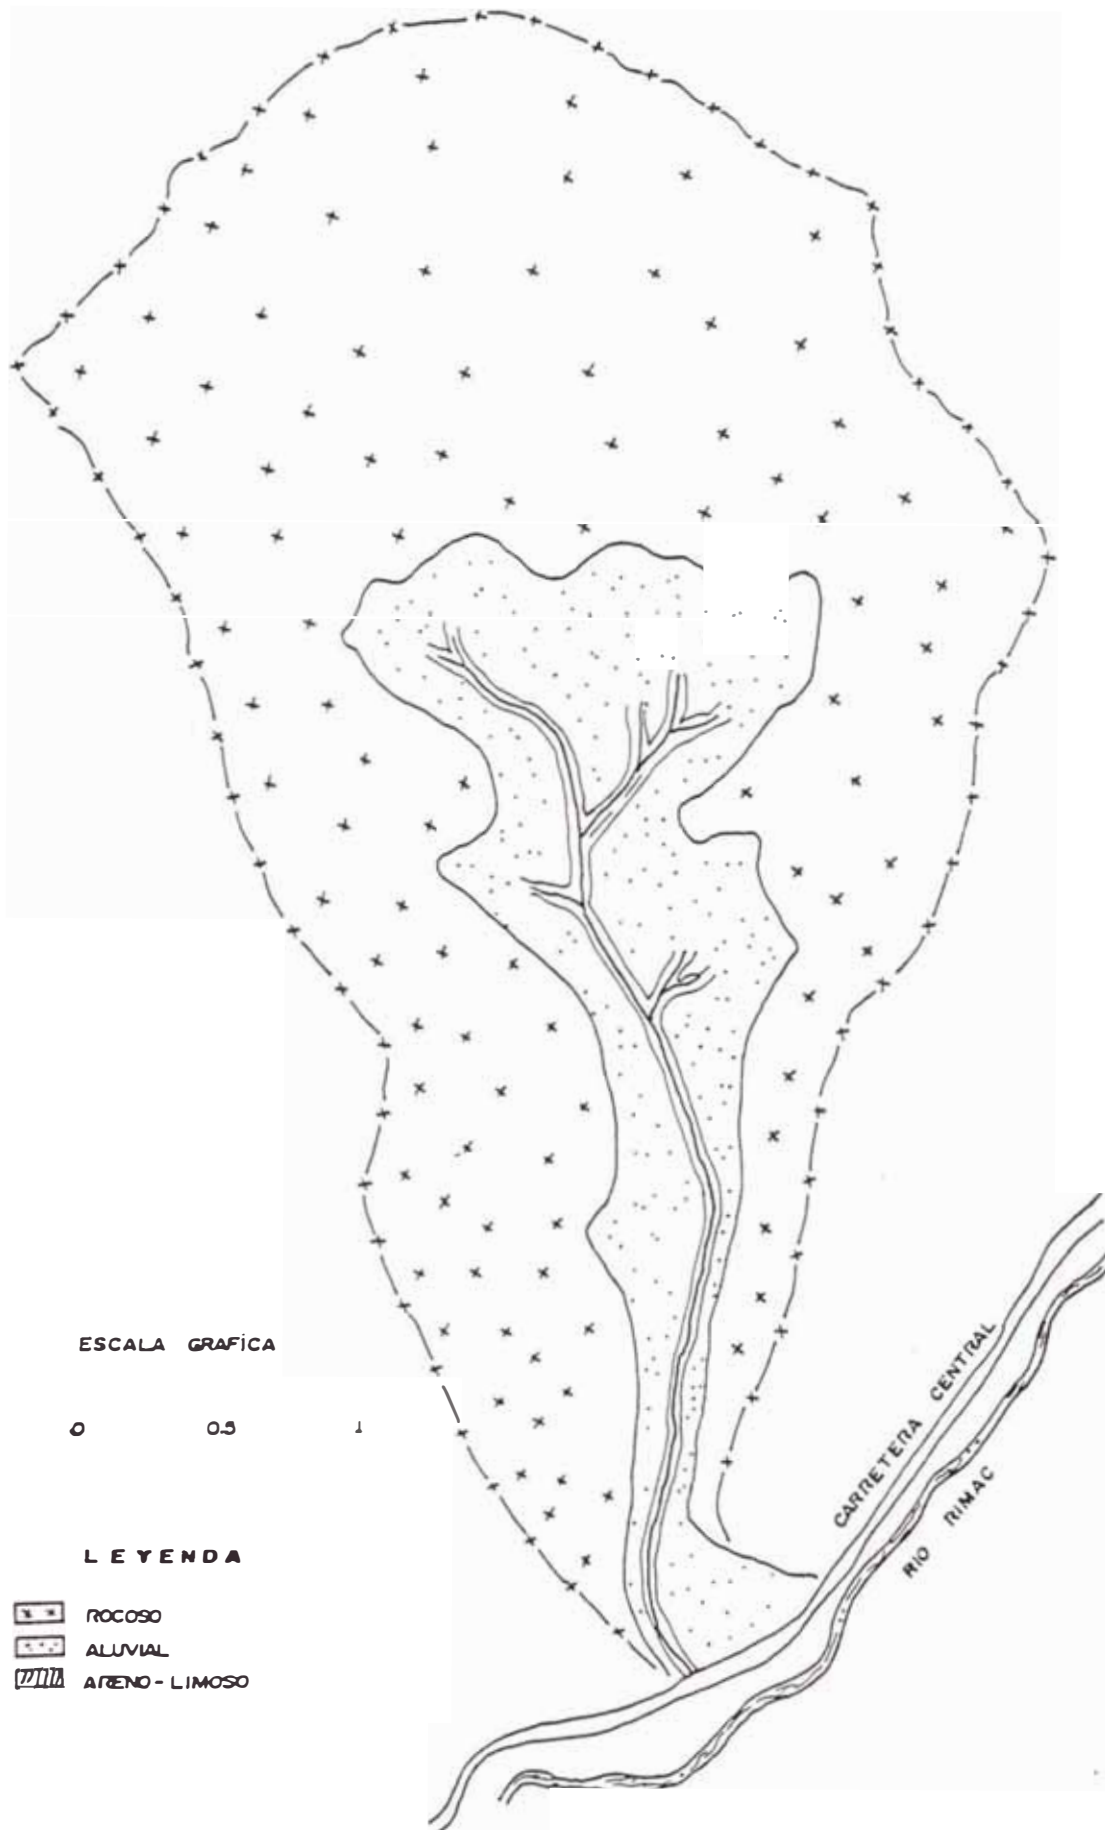 ESCALA GRAFICA
0 0.5 1
LEYENDA
ROCOSO
ALUVIAL
ARENO - LIMOSO
CARRETERA CENTRAL
RIO RIMAC